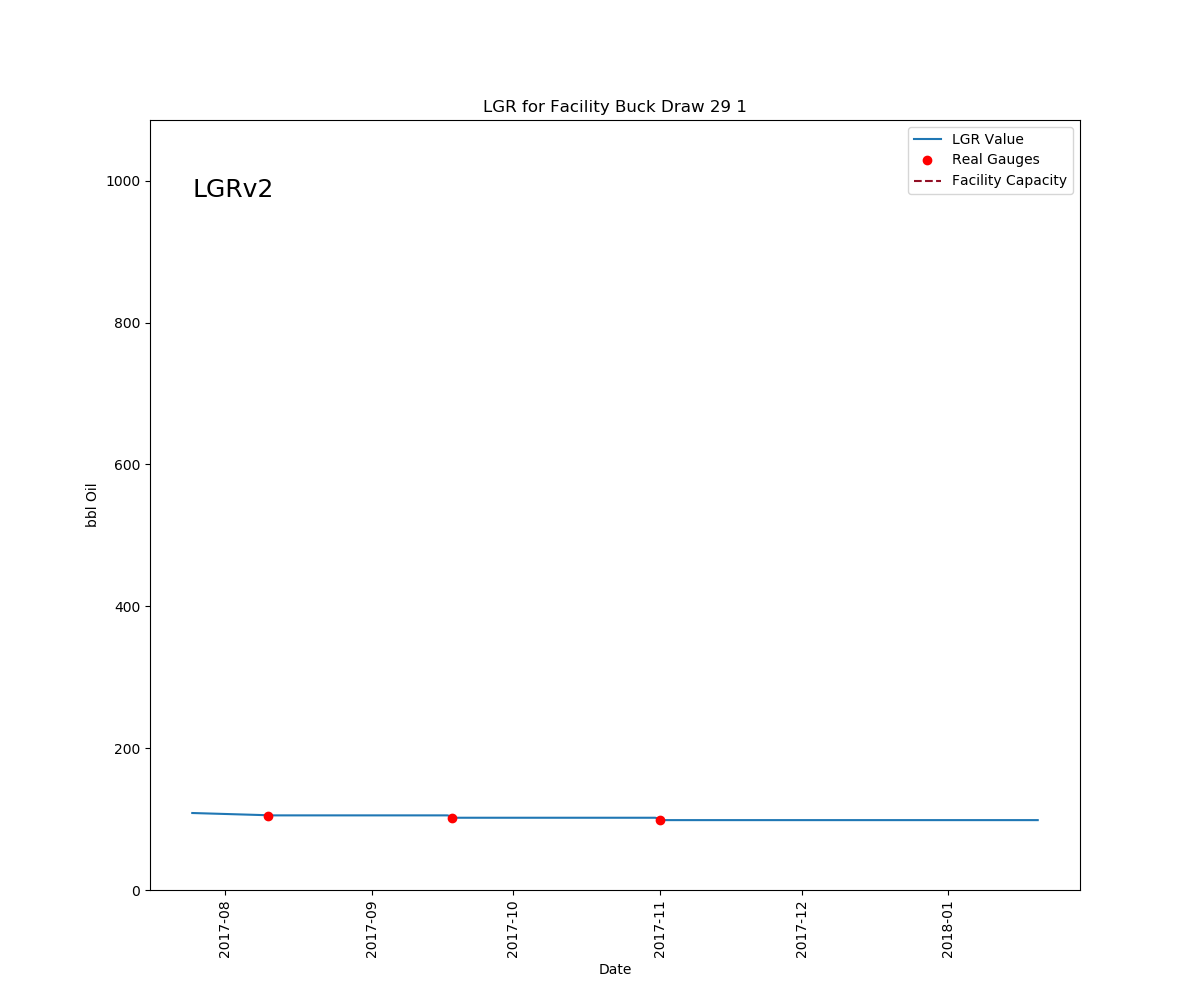 LGR for Facility Buck Draw 29 1
LGR Value
Real Gauges
Facility Capacity
LGRv2
1000
800
600
400
200
0
bbl Oil
2017-08
2017-09
2017-10
2017-11
2017-12
2018-01
Date